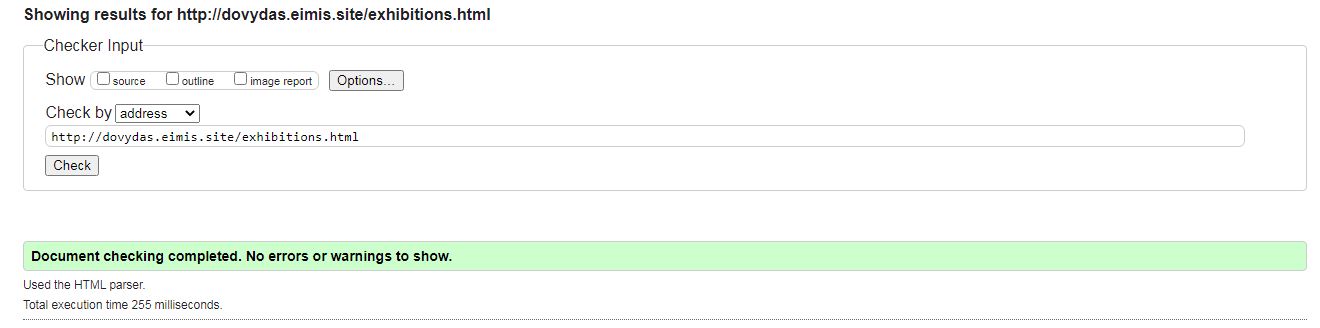 Showing results for http://dovydas.eimis.site/exhibitions.html
Checker Input
Show source outline image report Options...
Check by address
http://dovydas.eimis.site/exhibitions.html
Check
Document checking completed. No errors or warnings to show.
Used the HTML parser.
Total execution time 255 milliseconds.